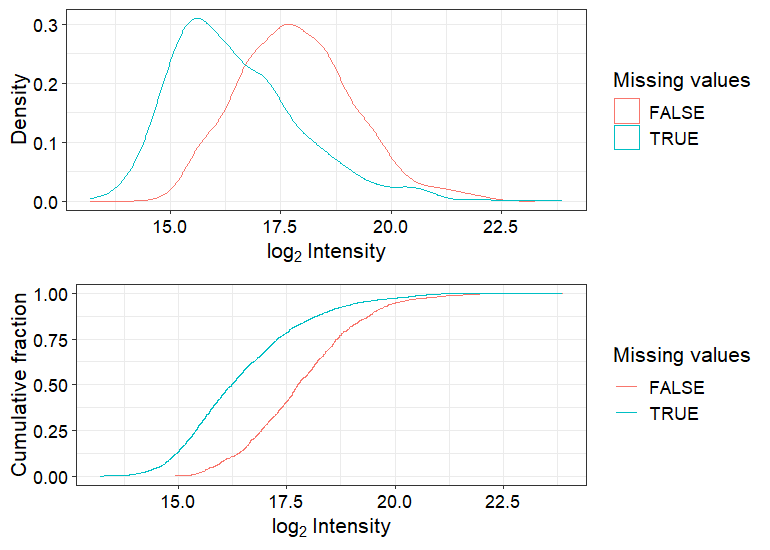 Density
0.3
0.2
0.1
0.0
15.0 17.5 20.0 22.5
log₂ Intensity
Missing values
FALSE
TRUE
Cumulative fraction
1.00
0.75
0.50
0.25
0.00
15.0 17.5 20.0 22.5
log₂ Intensity
Missing values
FALSE
TRUE